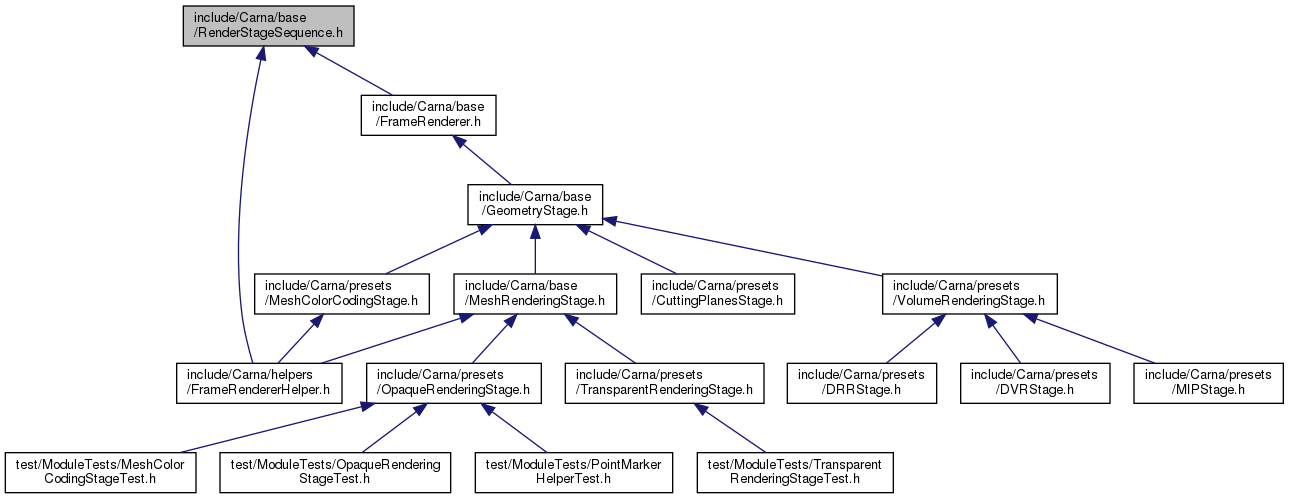 include/Carna/base
/RenderStageSequence.h
include/Carna/base
/FrameRenderer.h
include/Carna/base
/GeometryStage.h
include/Carna/presets
/MeshColorCodingStage.h
include/Carna/base
/MeshRenderingStage.h
include/Carna/presets
/CuttingPlanesStage.h
include/Carna/presets
/VolumeRenderingStage.h
include/Carna/helpers
/FrameRendererHelper.h
include/Carna/presets
/OpaqueRenderingStage.h
include/Carna/presets
/TransparentRenderingStage.h
include/Carna/presets
/DRRStage.h
include/Carna/presets
/DVRStage.h
include/Carna/presets
/MIPStage.h
test/ModuleTests/MeshColor
CodingStageTest.h
test/ModuleTests/OpaqueRendering
StageTest.h
test/ModuleTests/PointMarker
HelperTest.h
test/ModuleTests/Transparent
RenderingStageTest.h